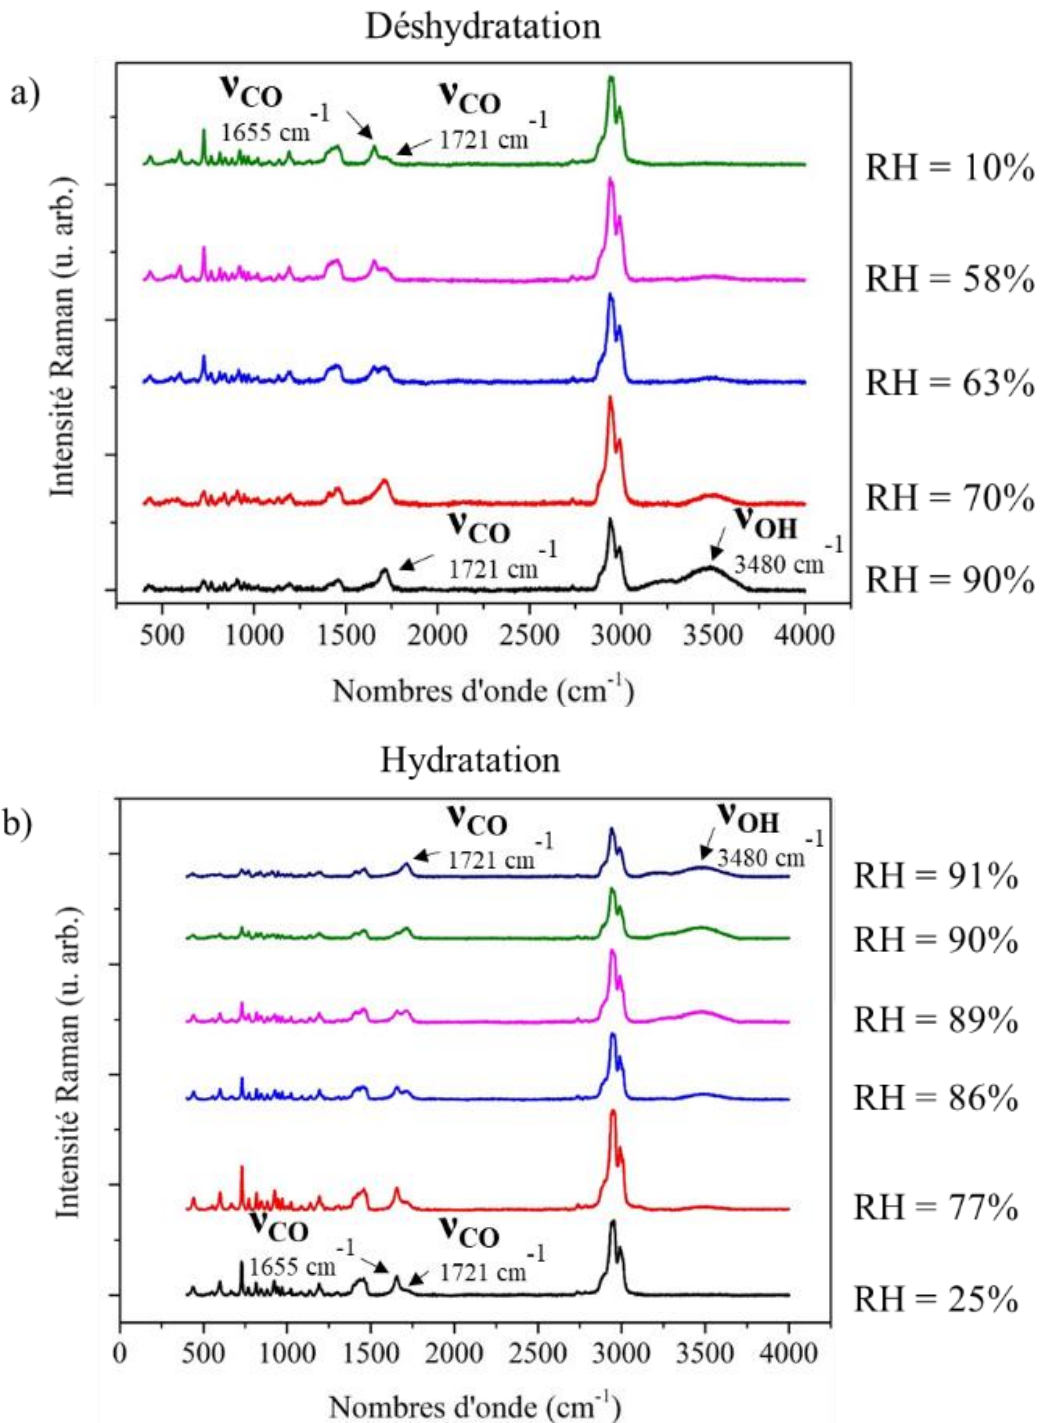 Déshydratation
a)
νCO
1655 cm-1
νCO
1721 cm-1
RH = 10%
RH = 58%
RH = 63%
RH = 70%
νCO
1721 cm-1
νOH
3480 cm-1
RH = 90%
Intensité Raman (u. arb.)
500 1000 1500 2000 2500 3000 3500 4000
Nombres d'onde (cm-1)
Hydratation
b)
νCO
1721 cm-1
νOH
3480 cm-1
RH = 91%
RH = 90%
RH = 89%
RH = 86%
RH = 77%
νCO
1655 cm-1
νCO
1721 cm-1
RH = 25%
Intensité Raman (u. arb.)
0 500 1000 1500 2000 2500 3000 3500 4000
Nombres d'onde (cm-1)